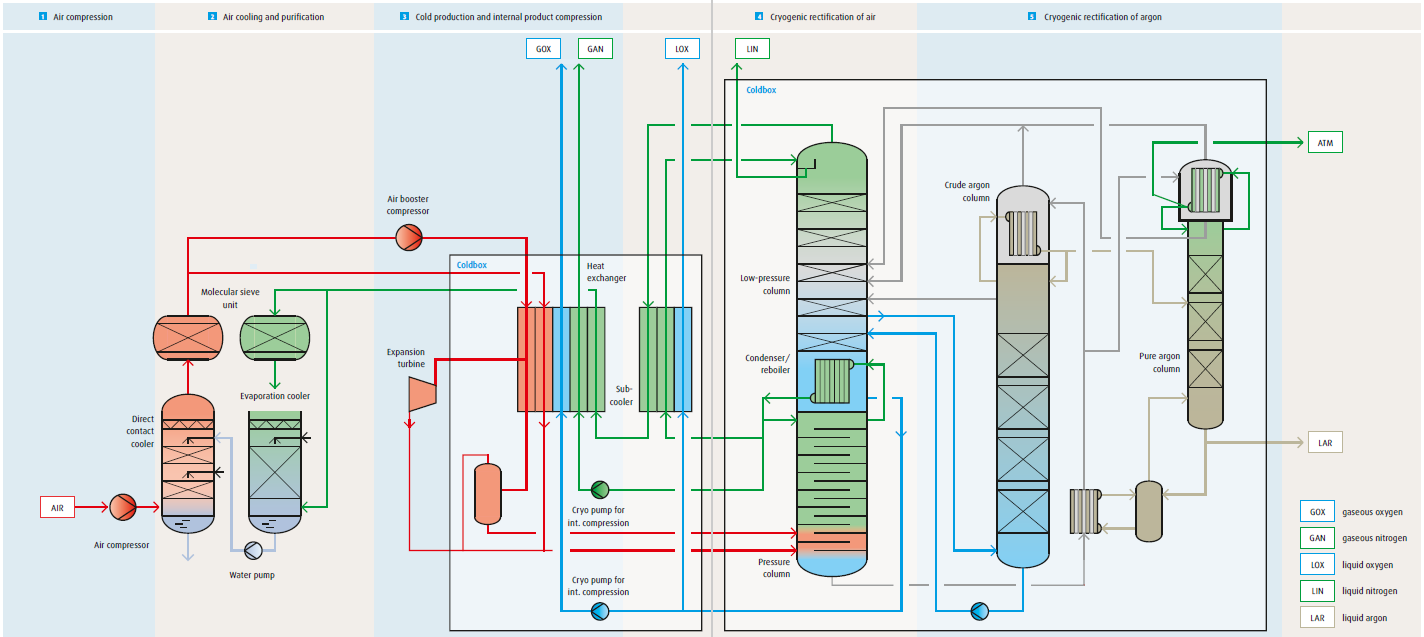 1 Air compression
2 Air cooling and purification
3 Cold production and internal product compression
4 Cryogenic rectification of air
5 Cryogenic rectification of argon
GOX
GAN
LOX
LIN
Coldbox
ATM
Crude argon
column
Air booster
compressor
Coldbox
Heat
exchanger
Molecular sieve
unit
Low-pressure
column
Expansion
turbine
Condenser/
reboiler
Pure argon
column
Sub-
cooler
Evaporation cooler
Direct
contact
cooler
LAR
AIR
Air compressor
Water pump
Cryo pump for
int. compression
Pressure
column
Cryo pump for
int. compression
GOX gaseous oxygen
GAN gaseous nitrogen
LOX liquid oxygen
LIN liquid nitrogen
LAR liquid argon